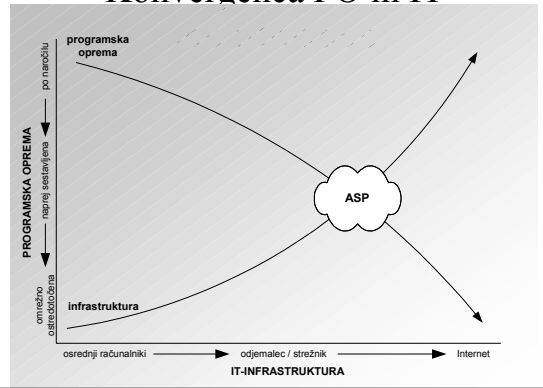 Konvergenca PO in IT
programska
oprema
PROGRAMSKA OPREMA
po naročilu
naprej sestavljena
omrežno
osredotočena
ASP
infrastruktura
osrednji računalniki
odjemalec / strežnik
Internet
IT-INFRASTRUKTURA